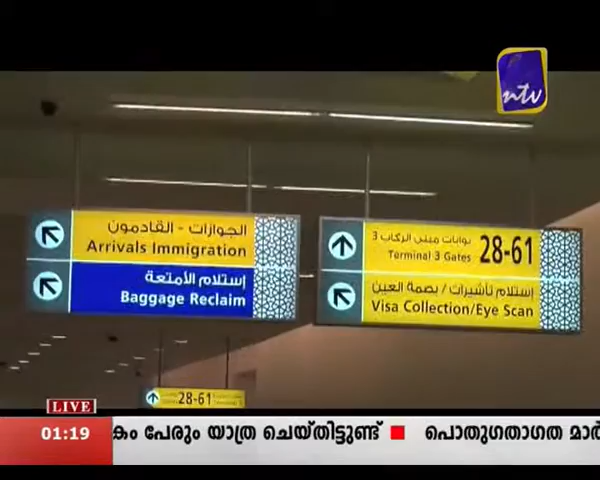 ntv
الجوازات - القادمون
Arrivals Immigration
إستلام الأمتعة
Baggage Reclaim
بوابات مبنى الركاب 3
Terminal 3 Gates
28-61
إستلام تأشيرات / بصمة العين
Visa Collection/Eye Scan
28-61
LIVE
01:19
കം പേരും യാത്ര ചെയ്തിട്ടുണ്ട് ■ പൊതുഗതാഗത